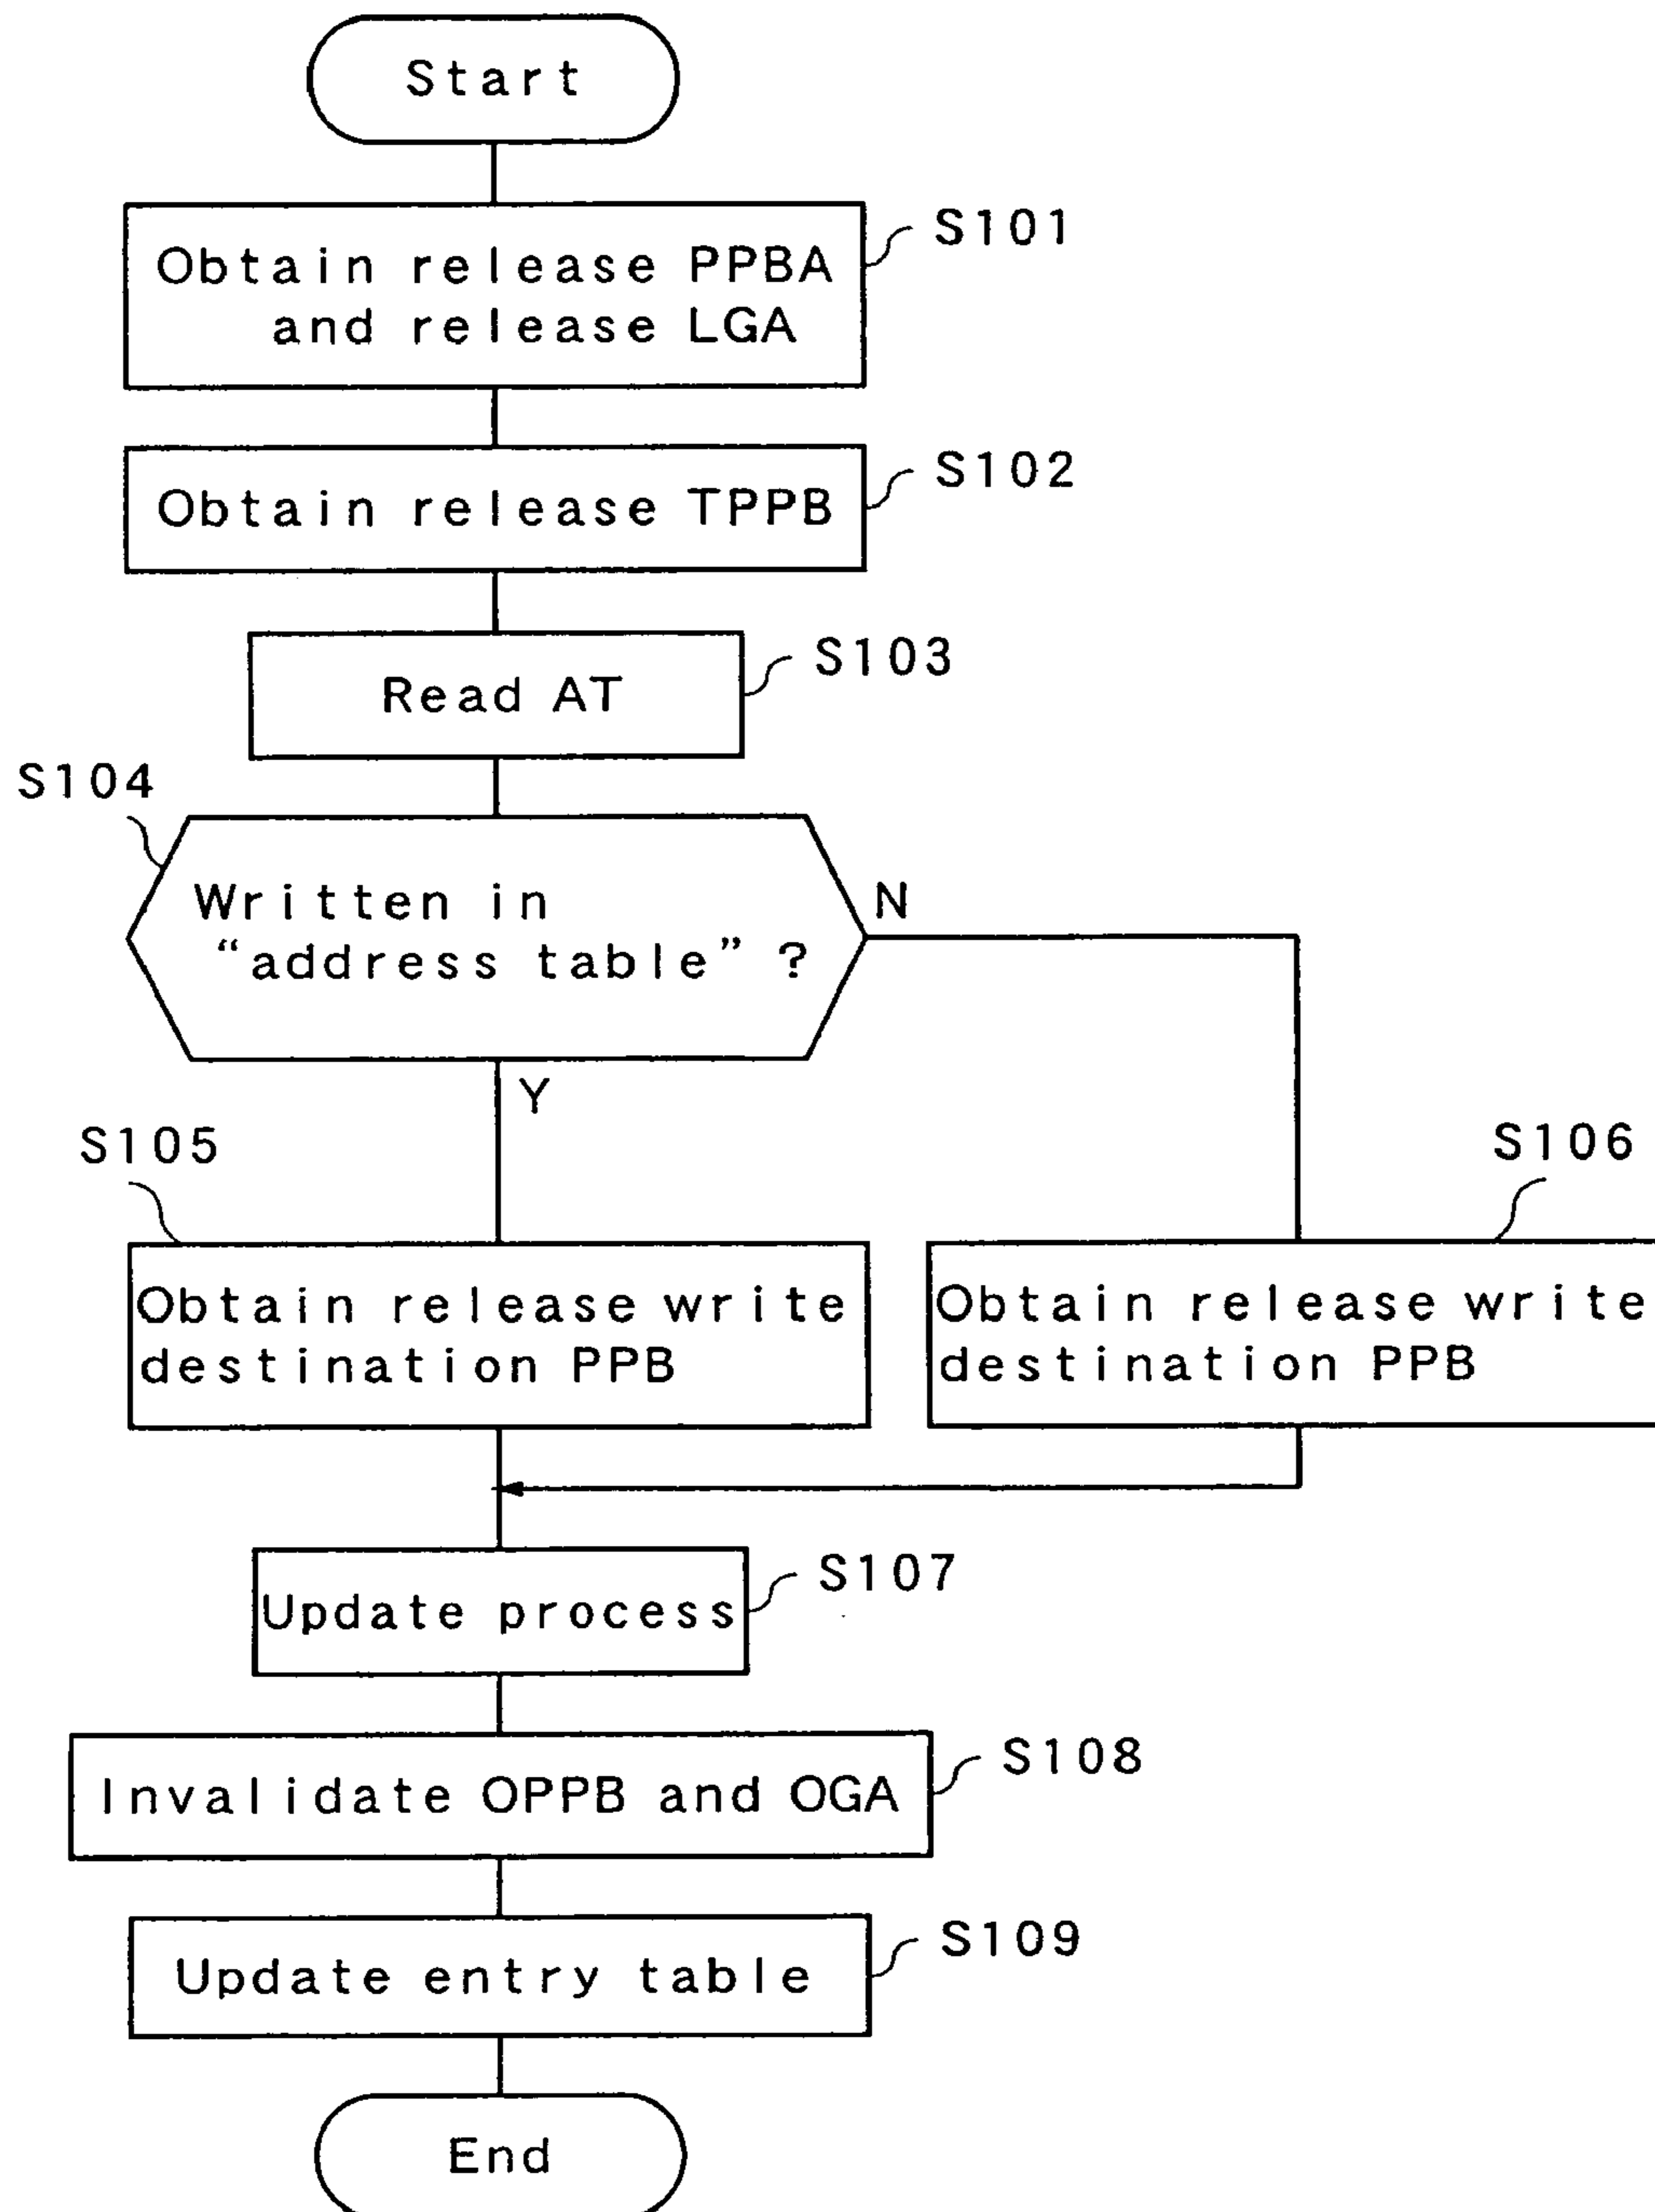 Start
S101
Obtain release PPBA
and release LGA
S102
Obtain release TPPB
S103
Read AT
S104
Written in
“address table” ?
N
Y
S105
S106
Obtain release write
destination PPB
Obtain release write
destination PPB
S107
Update process
S108
Invalidate OPPB and OGA
S109
Update entry table
End